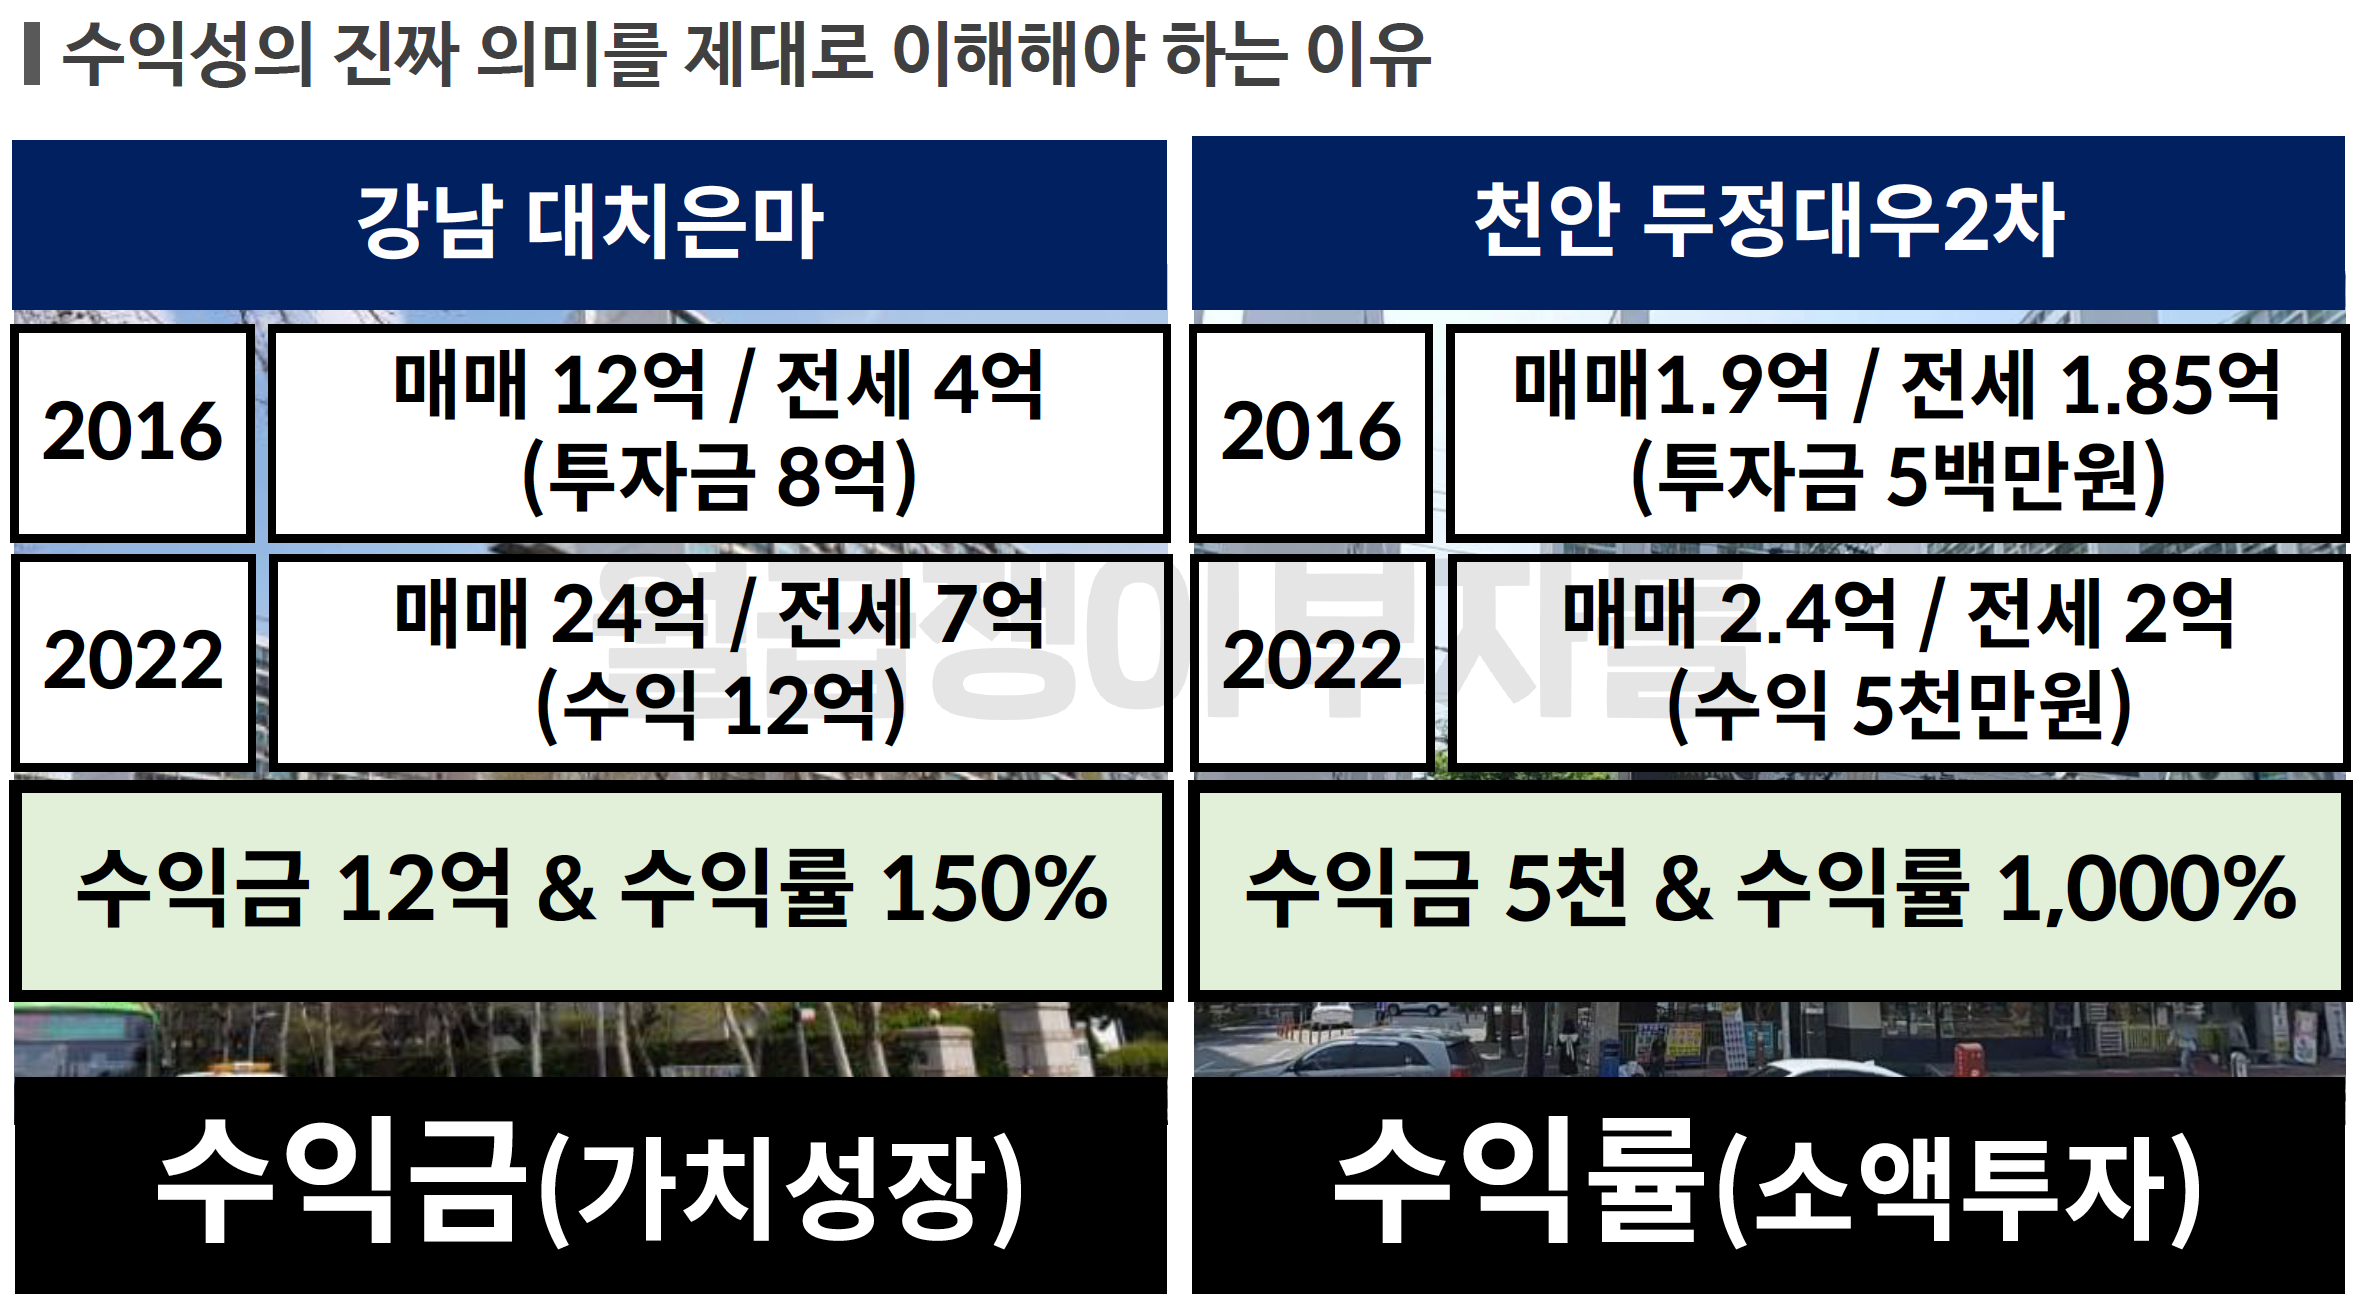 수익성의 진짜 의미를 제대로 이해해야 하는 이유
강남 대치은마
2016
매매 12억 / 전세 4억
(투자금 8억)
2022
매매 24억 / 전세 7억
(수익 12억)
수익금 12억 & 수익률 150%
수익금(가치성장)
천안 두정대우2차
2016
매매1.9억 / 전세 1.85억
(투자금 5백만원)
2022
매매 2.4억 / 전세 2억
(수익 5천만원)
수익금 5천 & 수익률 1,000%
수익률(소액투자)
월급쟁이부자들